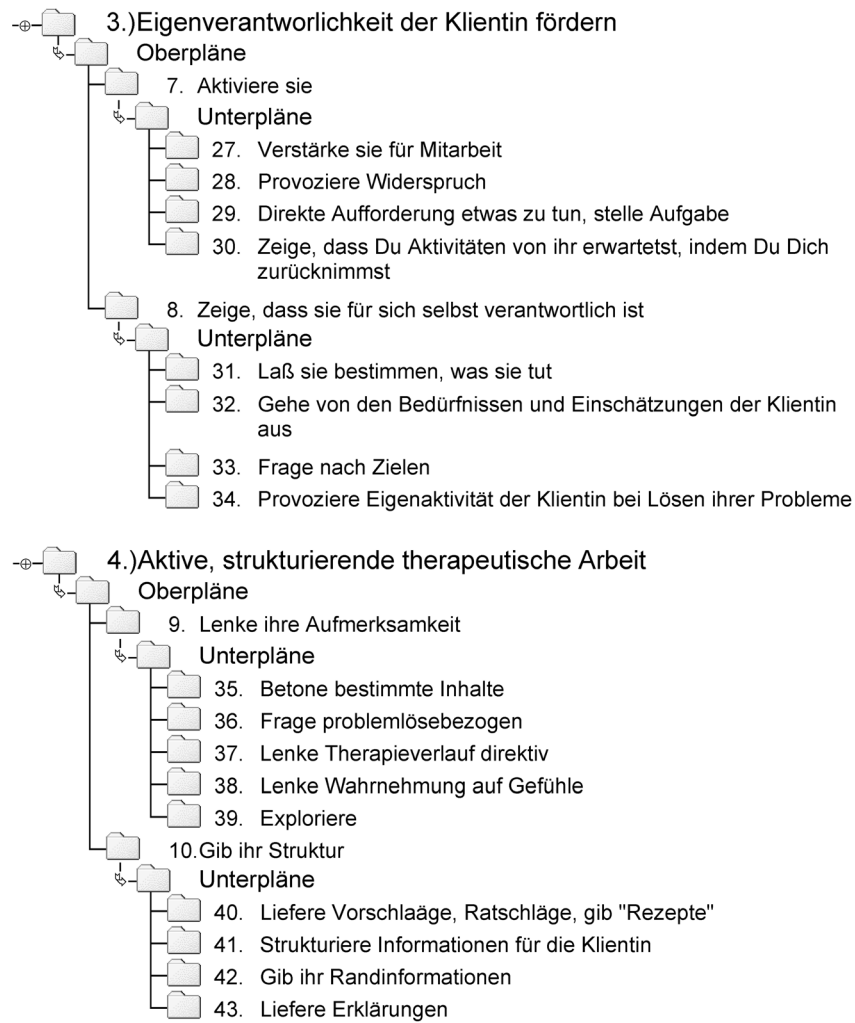 3.)Eigenverantworlichkeit der Klientin fördern
Oberpläne
7. Aktiviere sie
Unterpläne
27. Verstärke sie für Mitarbeit
28. Provoziere Widerspruch
29. Direkte Aufforderung etwas zu tun, stelle Aufgabe
30. Zeige, dass Du Aktivitäten von ihr erwartetst, indem Du Dich
zurücknimmst
8. Zeige, dass sie für sich selbst verantwortlich ist
Unterpläne
31. Laß sie bestimmen, was sie tut
32. Gehe von den Bedürfnissen und Einschätzungen der Klientin
aus
33. Frage nach Zielen
34. Provoziere Eigenaktivität der Klientin bei Lösen ihrer Probleme
4.)Aktive, strukturierende therapeutische Arbeit
Oberpläne
9. Lenke ihre Aufmerksamkeit
Unterpläne
35. Betone bestimmte Inhalte
36. Frage problemlösebezogen
37. Lenke Therapieverlauf direktiv
38. Lenke Wahrnehmung auf Gefühle
39. Exploriere
10.Gib ihr Struktur
Unterpläne
40. Liefere Vorschlaäge, Ratschläge, gib "Rezepte"
41. Strukturiere Informationen für die Klientin
42. Gib ihr Randinformationen
43. Liefere Erklärungen